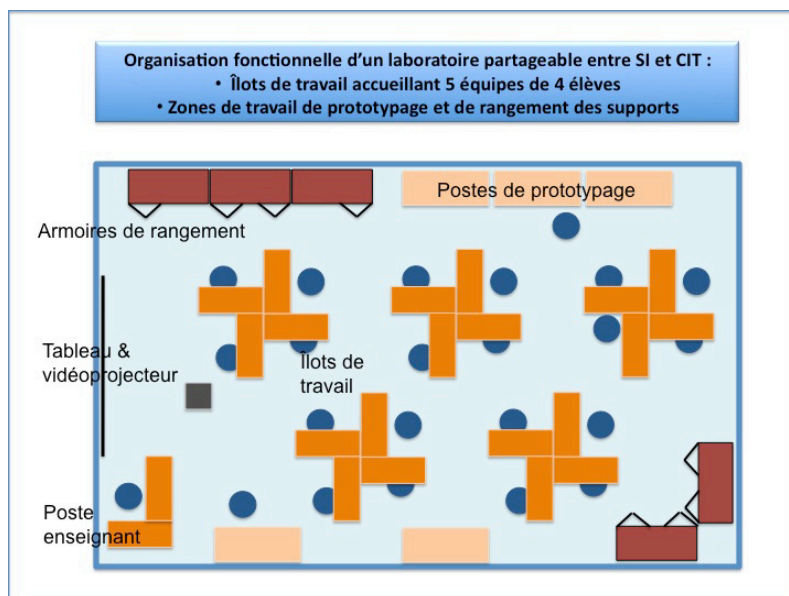 Organisation fonctionnelle d'un laboratoire partageable entre SI et CIT :
• Îlots de travail accueillant 5 équipes de 4 élèves
• Zones de travail de prototypage et de rangement des supports
Postes de prototypage
Armoires de rangement
Tableau &
vidéoprojecteur
Îlots de
travail
Poste
enseignant